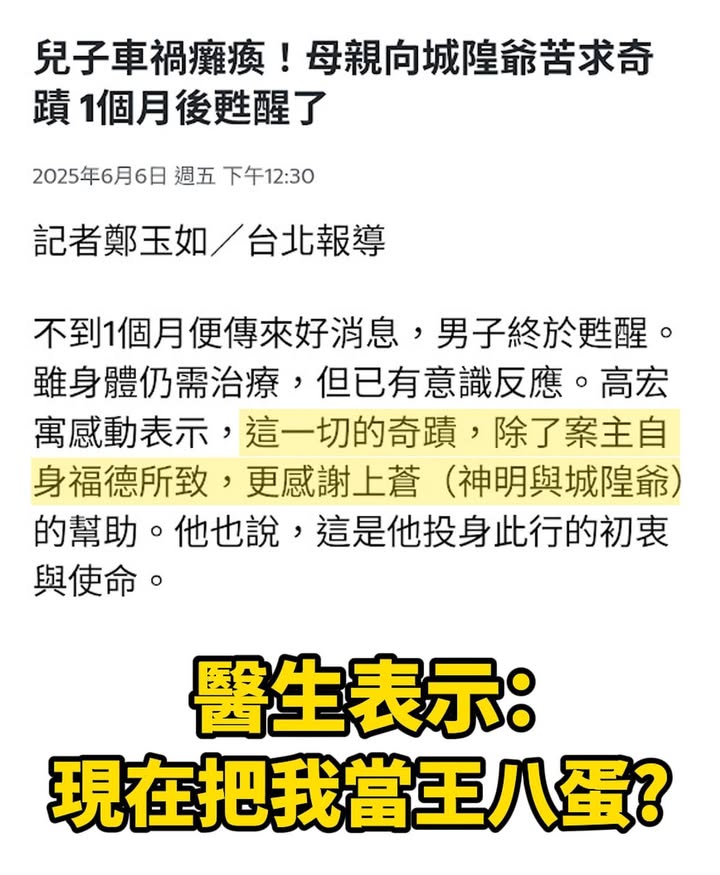 兒子車禍癱瘓！母親向城隍爺苦求奇
蹟 1個月後甦醒了
2025年6月6日 週五 下午12:30
記者鄭玉如／台北報導
不到1個月便傳來好消息，男子終於甦醒。
雖身體仍需治療，但已有意識反應。高宏
寓感動表示，這一切的奇蹟，除了案主自
身福德所致，更感謝上蒼（神明與城隍爺）
的幫助。他也說，這是他投身此行的初衷
與使命。
醫生表示：
現在把我當王八蛋?